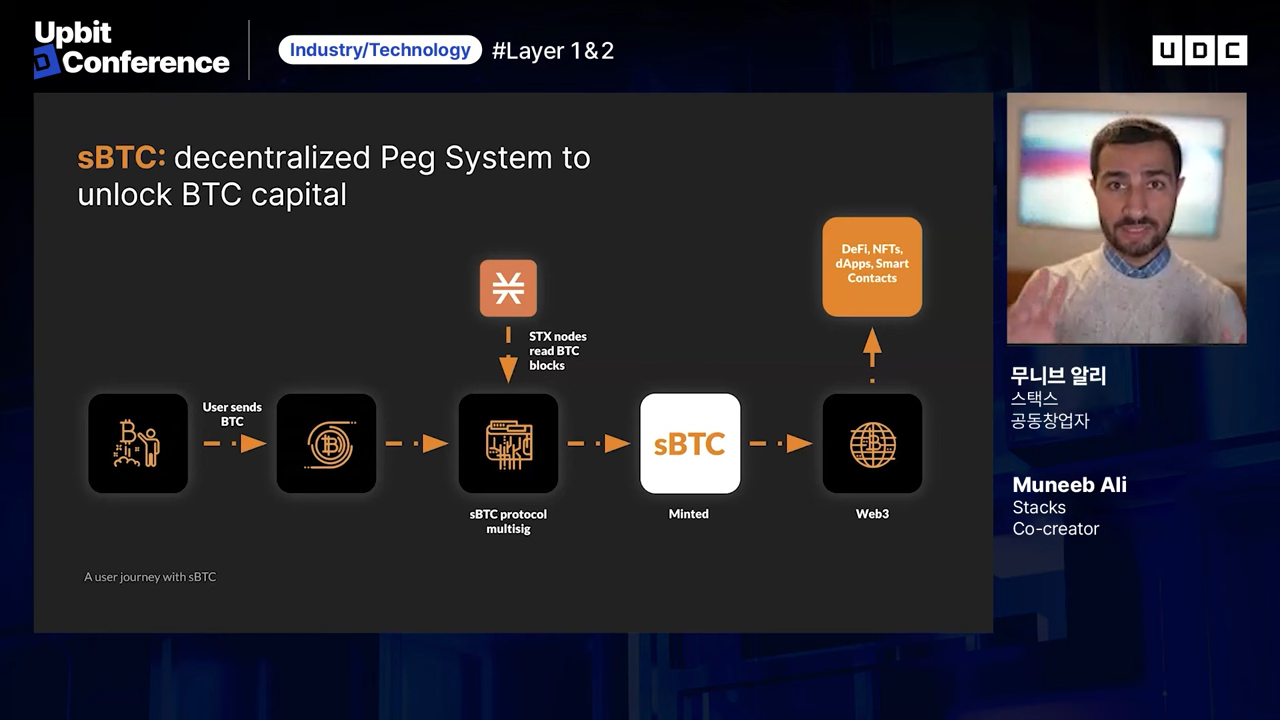 Upbit
D Conference
Industry/Technology
#Layer 1&2
UDC
sBTC: decentralized Peg System to
unlock BTC capital
DeFi, NFTs,
dApps, Smart
Contacts
STX nodes
read BTC
blocks
User sends
BTC
sBTC
sBTC protocol
multisig
Minted
Web3
A user journey with sBTC
무니브 알리
스택스
공동창업자
Muneeb Ali
Stacks
Co-creator